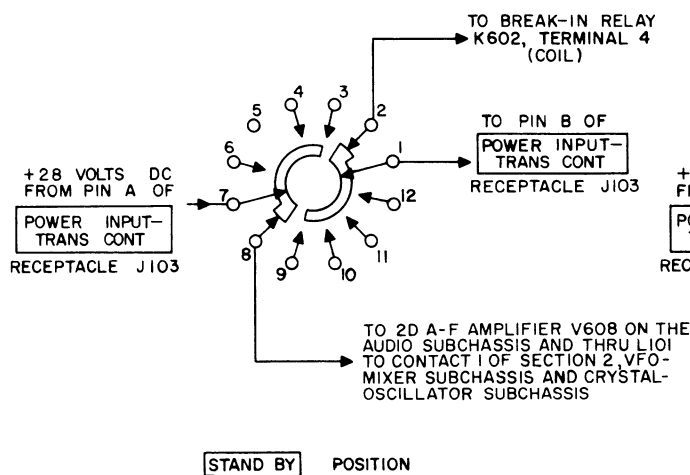 TO BREAK-IN RELAY
K602, TERMINAL 4
(COIL)
4
3
5
2
TO PIN B OF
6
1
POWER INPUT-
TRANS CONT
RECEPTACLE J103
+28 VOLTS DC
FROM PIN A OF
7
12
POWER INPUT-
TRANS CONT
RECEPTACLE J103
8
9
10
11
TO 2D A-F AMPLIFIER V608 ON THE
AUDIO SUBCHASSIS AND THRU L101
TO CONTACT 1 OF SECTION 2, VFO-
MIXER SUBCHASSIS AND CRYSTAL-
OSCILLATOR SUBCHASSIS
STAND BY POSITION